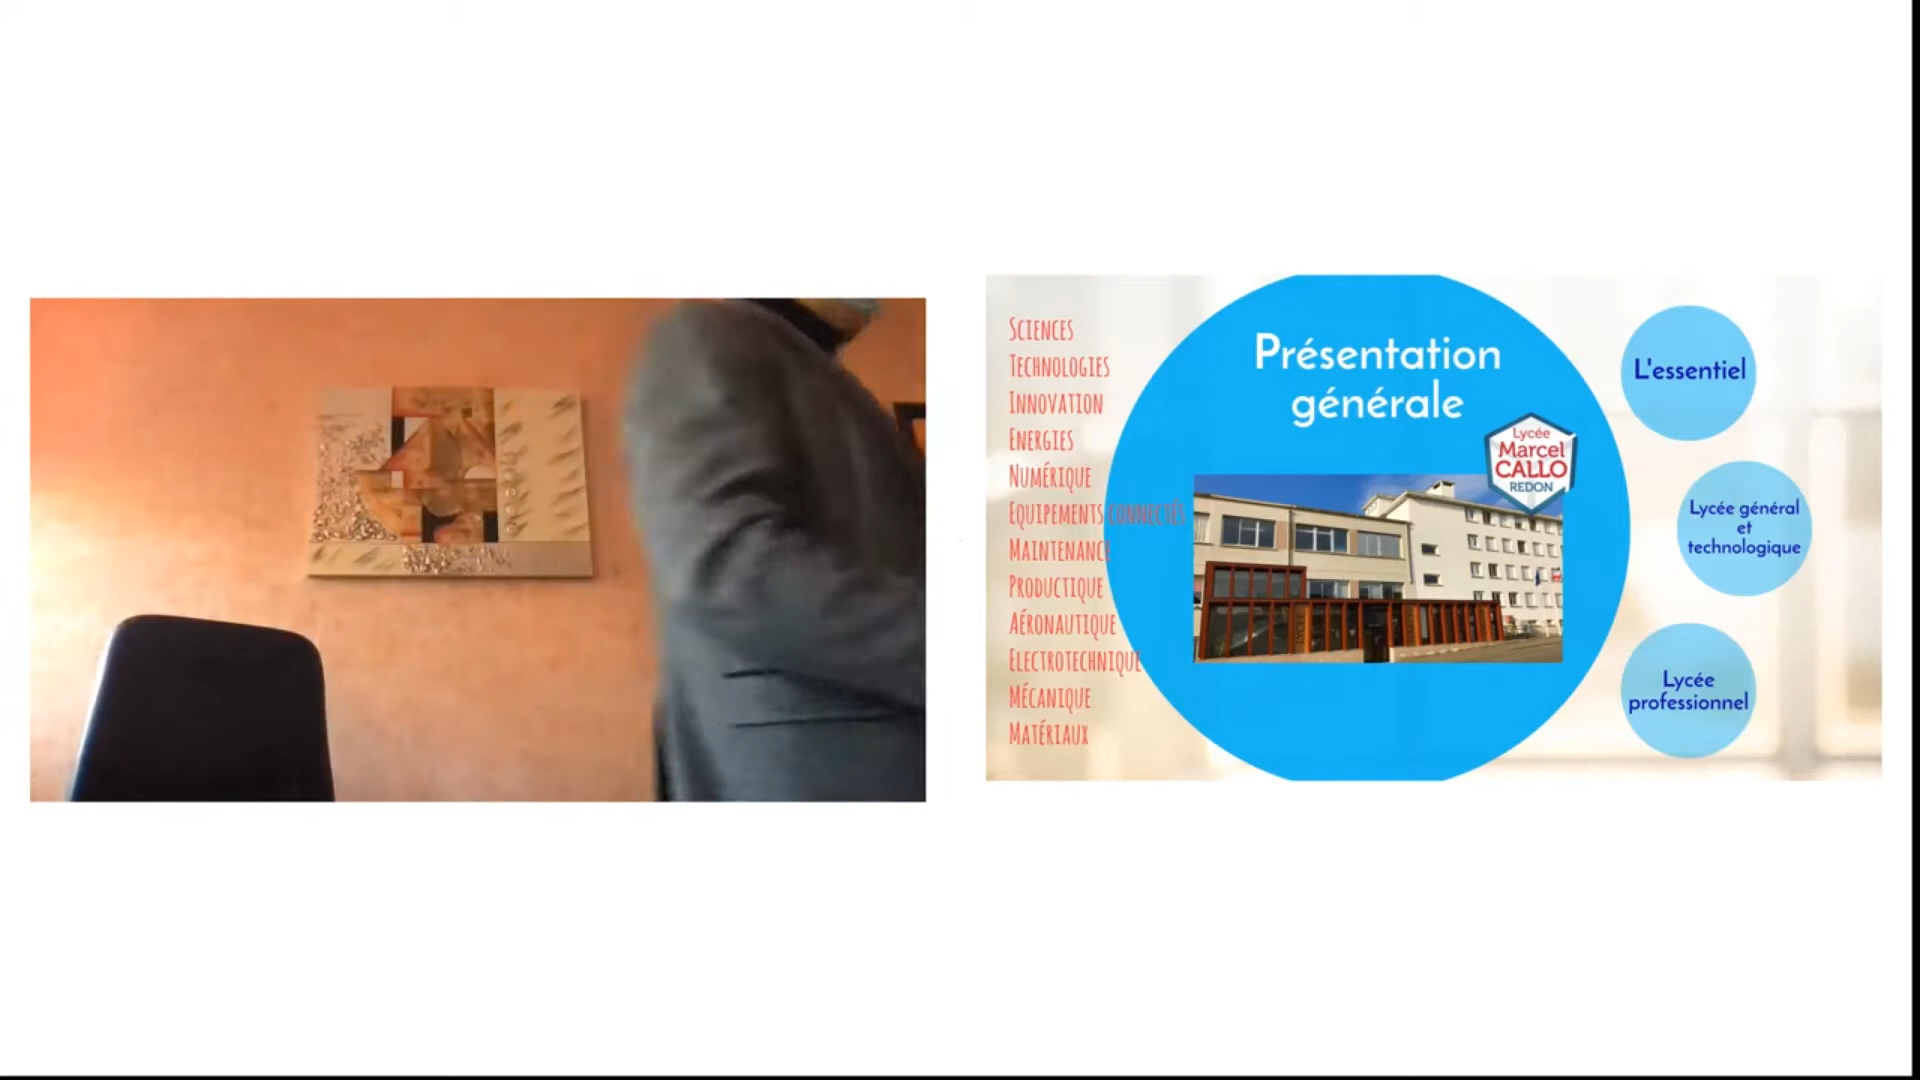 Sciences
Technologies
Innovation
Energies
Numérique
Equipements connectés
Maintenance
Productique
Aéronautique
Electrotechnique
Mécanique
Matériaux
Présentation
générale
Lycée
Marcel
CALLO
REDON
L'essentiel
Lycée général
et
technologique
Lycée
professionnel